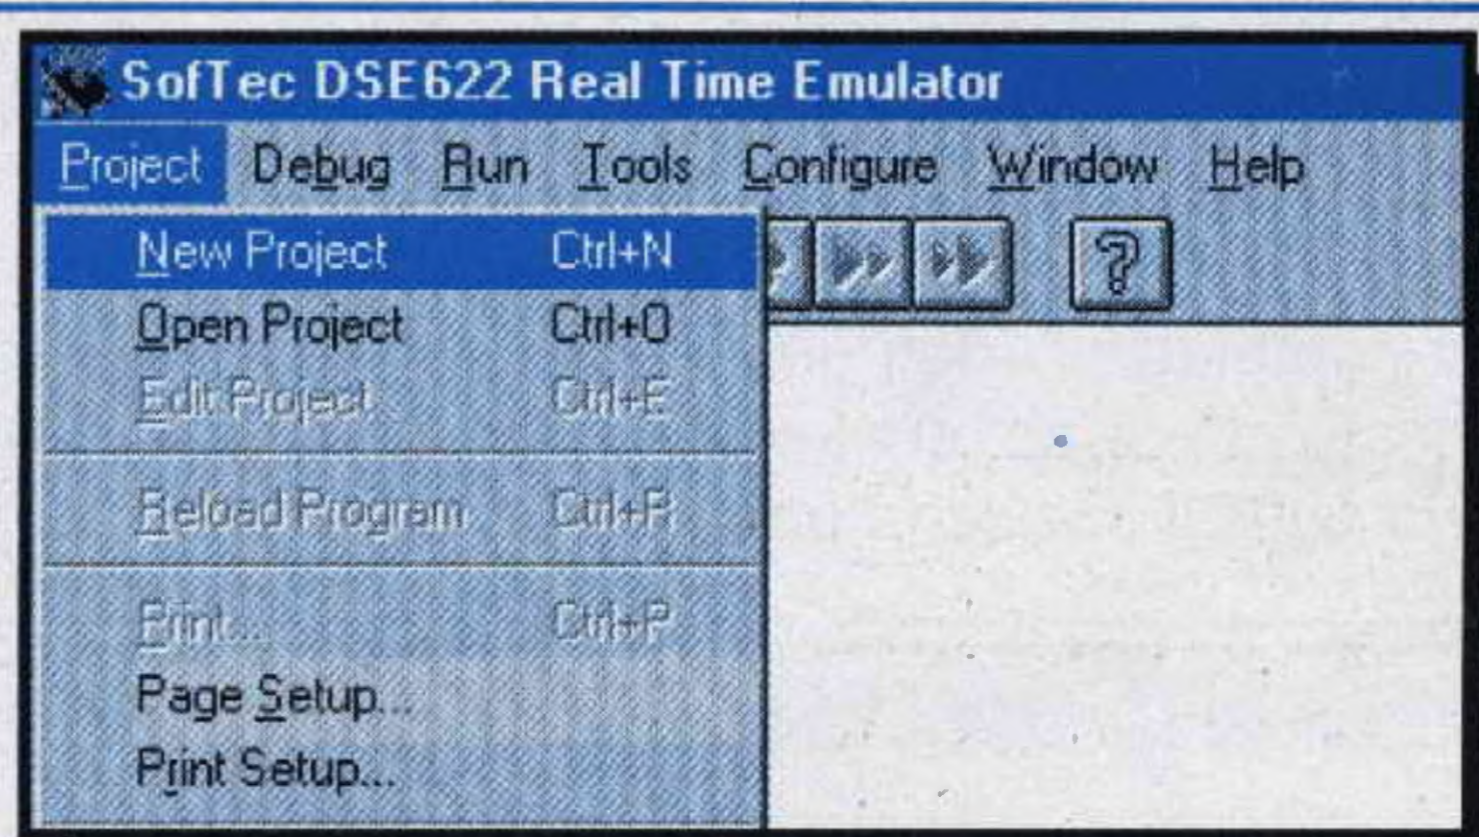 SofTec DSE622 Real Time Emulator
Project Debug Run Tools Configure Window Help
New Project Ctrl+N
Open Project Ctrl+O
Edit Project Ctrl+E
Reload Program Ctrl+R
Print... Ctrl+P
Page Setup...
Print Setup...
?